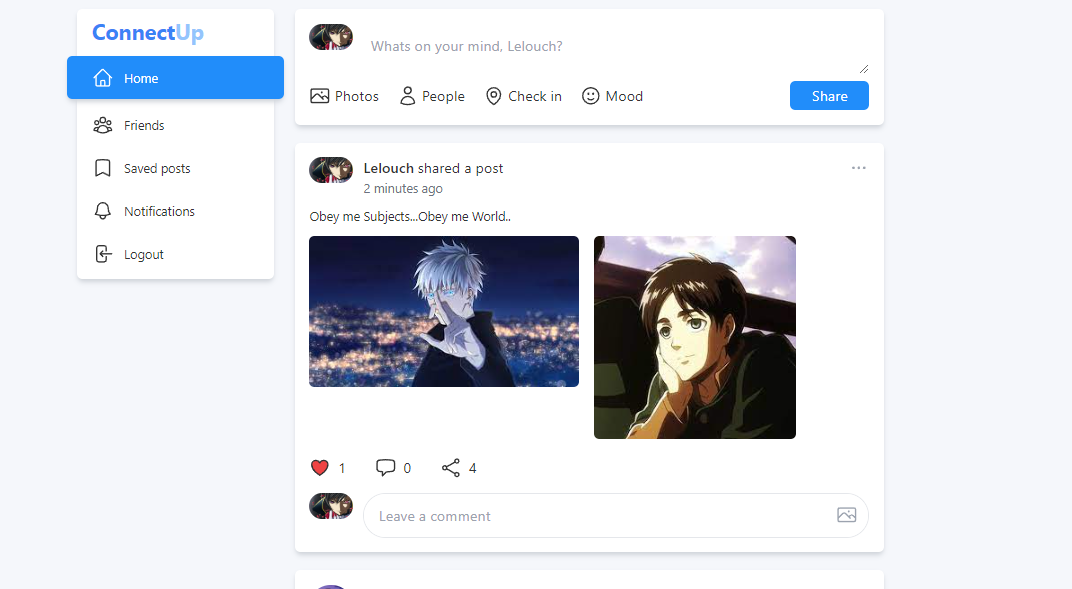 ConnectUp
Home
Friends
Saved posts
Notifications
Logout
Whats on your mind, Lelouch?
Photos People Check in Mood Share
Lelouch shared a post
2 minutes ago
Obey me Subjects...Obey me World..
1 0 4
Leave a comment